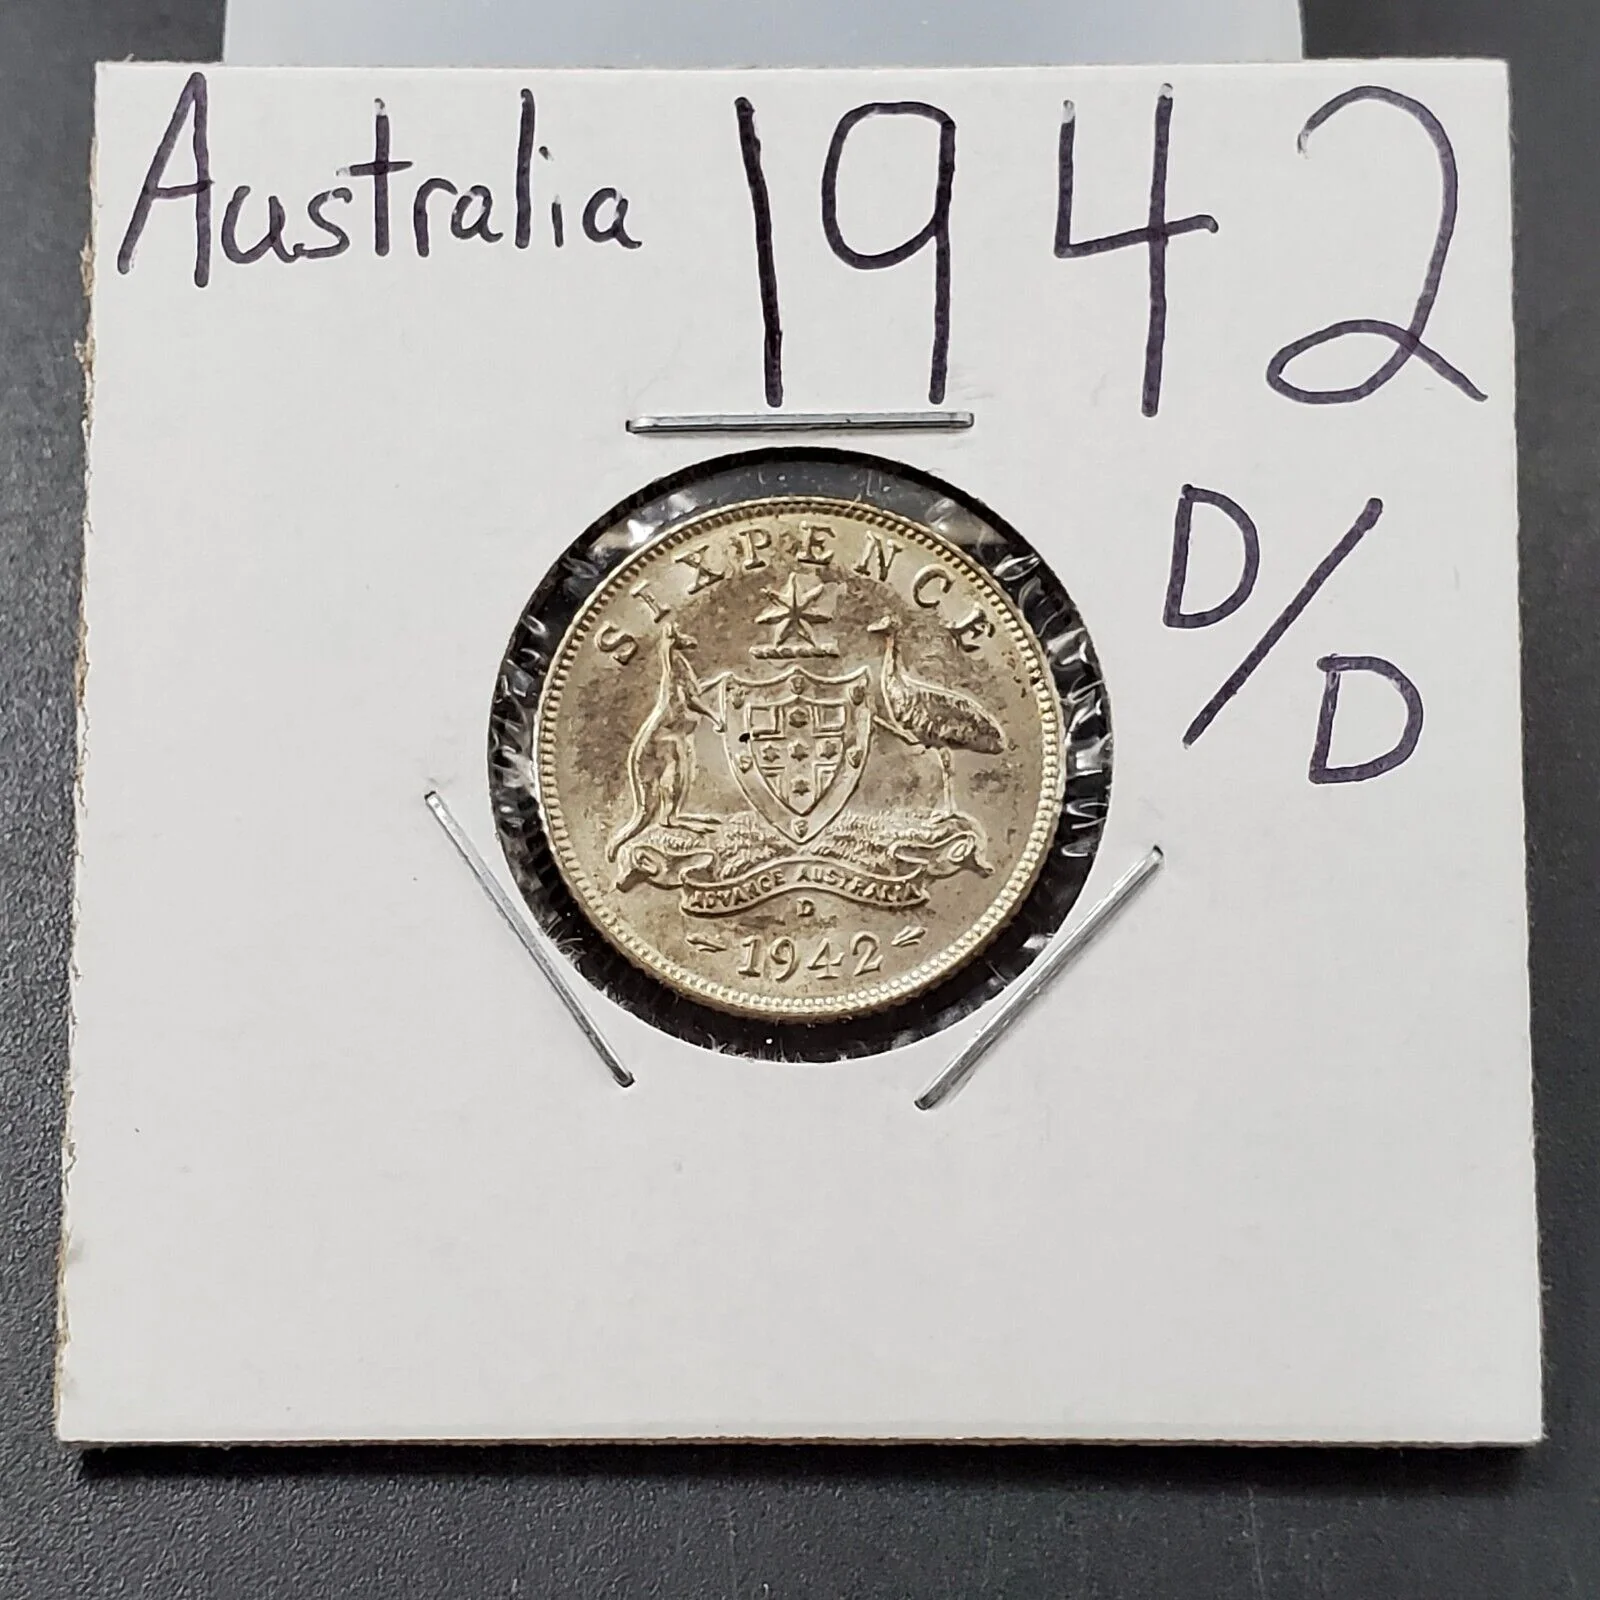 Australia 1942
D/D
SIXPENCE
ADVANCE AUSTRALIA
D
1942